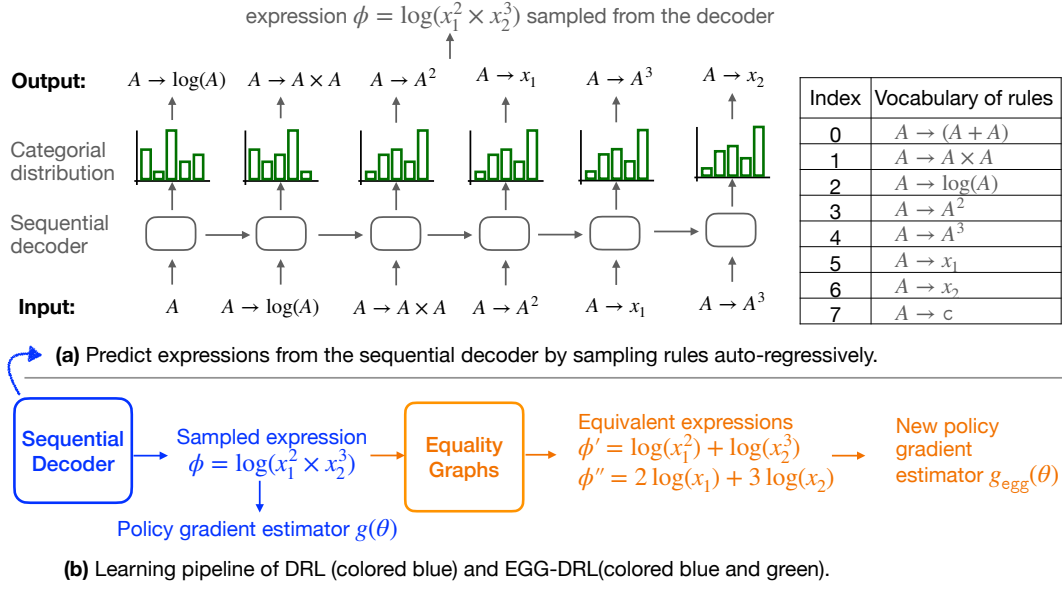 expression ϕ = log(x₁² × x₂³) sampled from the decoder
Output: A → log(A) A → A × A A → A² A → x₁ A → A³ A → x₂
Categorial
distribution
Sequential
decoder
Input: A A → log(A) A → A × A A → A² A → x₁ A → A³
Index Vocabulary of rules
0 A → (A + A)
1 A → A × A
2 A → log(A)
3 A → A²
4 A → A³
5 A → x₁
6 A → x₂
7 A → c
(a) Predict expressions from the sequential decoder by sampling rules auto-regressively.
Sequential
Decoder
Sampled expression
ϕ = log(x₁² × x₂³)
Policy gradient estimator g(θ)
Equality
Graphs
Equivalent expressions
ϕ′ = log(x₁²) + log(x₂³)
ϕ′′ = 2 log(x₁) + 3 log(x₂)
New policy
gradient
estimator g_egg(θ)
(b) Learning pipeline of DRL (colored blue) and EGG-DRL(colored blue and green).